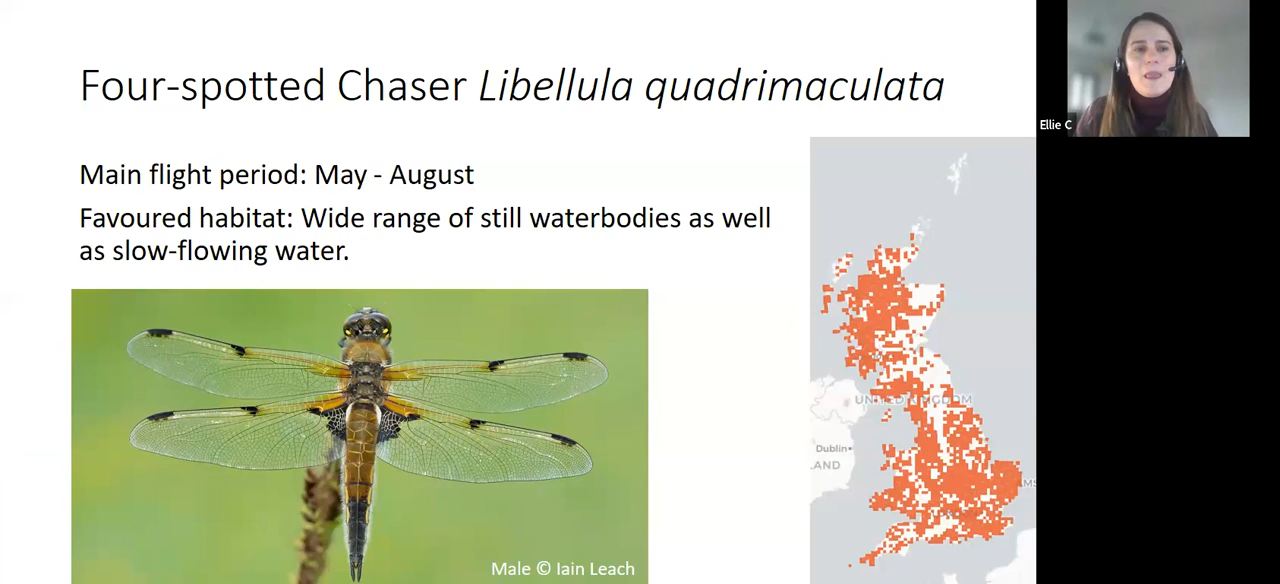 Four-spotted Chaser Libellula quadrimaculata
Ellie C
Main flight period: May - August
Favoured habitat: Wide range of still waterbodies as well
as slow-flowing water.
UNITED KINGDOM
Dublin
LAND
Male © Iain Leach